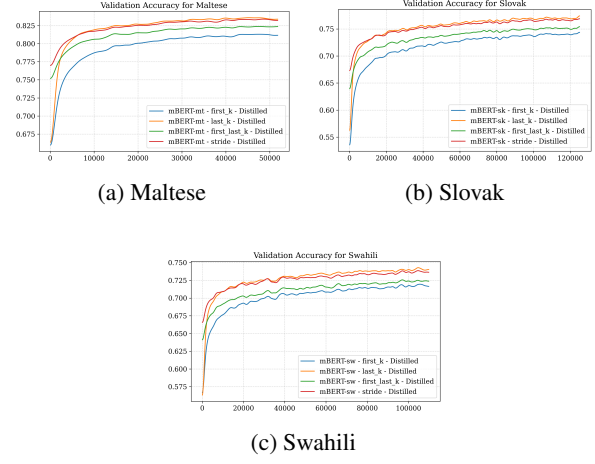 Validation Accuracy for Maltese
0.825
0.800
0.775
0.750
0.725
0.700
0.675
mBERT-mt - first_k - Distilled
mBERT-mt - last_k - Distilled
mBERT-mt - first_last_k - Distilled
mBERT-mt - stride - Distilled
0 10000 20000 30000 40000 50000
(a) Maltese
Validation Accuracy for Slovak
0.75
0.70
0.65
0.60
0.55
mBERT-sk - first_k - Distilled
mBERT-sk - last_k - Distilled
mBERT-sk - first_last_k - Distilled
mBERT-sk - stride - Distilled
0 20000 40000 60000 80000 100000 120000
(b) Slovak
Validation Accuracy for Swahili
0.750
0.725
0.700
0.675
0.650
0.625
0.600
0.575
mBERT-sw - first_k - Distilled
mBERT-sw - last_k - Distilled
mBERT-sw - first_last_k - Distilled
mBERT-sw - stride - Distilled
0 20000 40000 60000 80000 100000
(c) Swahili